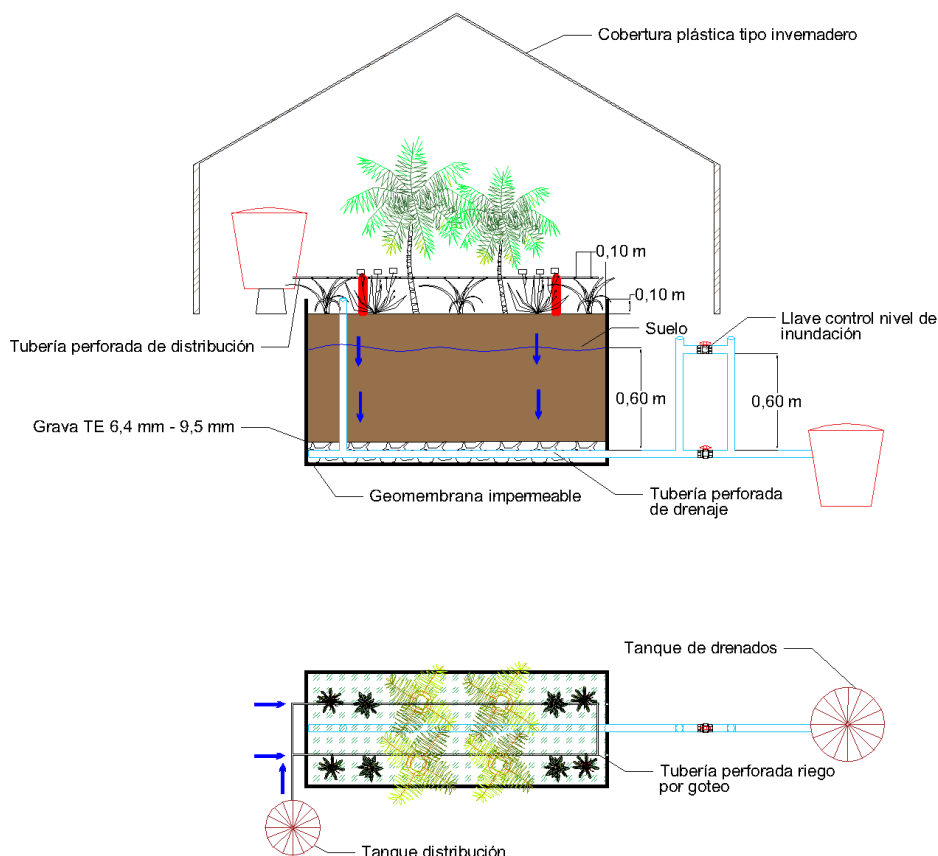 Cobertura plástica tipo invernadero
0,10 m
0,10 m
Llave control nivel de
inundación
Suelo
Tubería perforada de distribución
0,60 m
0,60 m
Grava TE 6,4 mm - 9,5 mm
Geomembrana impermeable
Tubería perforada
de drenaje
Tanque de drenados
Tubería perforada riego
por goteo
Tanque distribución